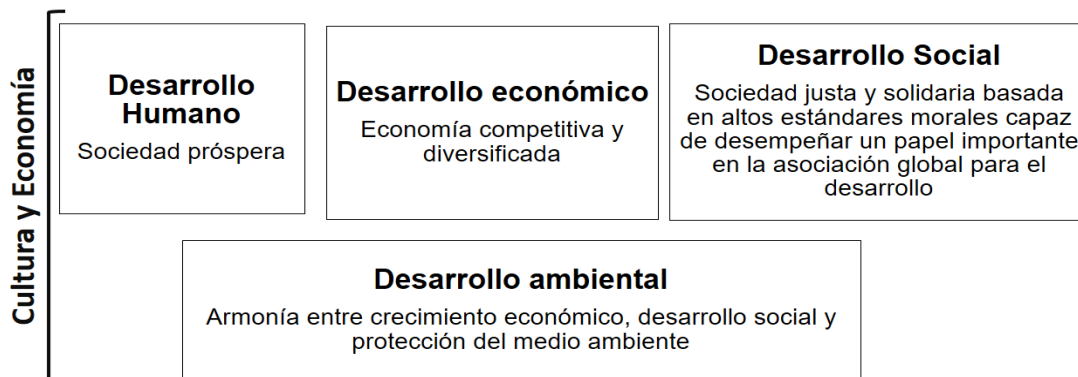 Cultura y Economía
Desarrollo
Humano
Sociedad próspera
Desarrollo económico
Economía competitiva y
diversificada
Desarrollo Social
Sociedad justa y solidaria basada
en altos estándares morales capaz
de desempeñar un papel importante
en la asociación global para el
desarrollo
Desarrollo ambiental
Armonía entre crecimiento económico, desarrollo social y
protección del medio ambiente